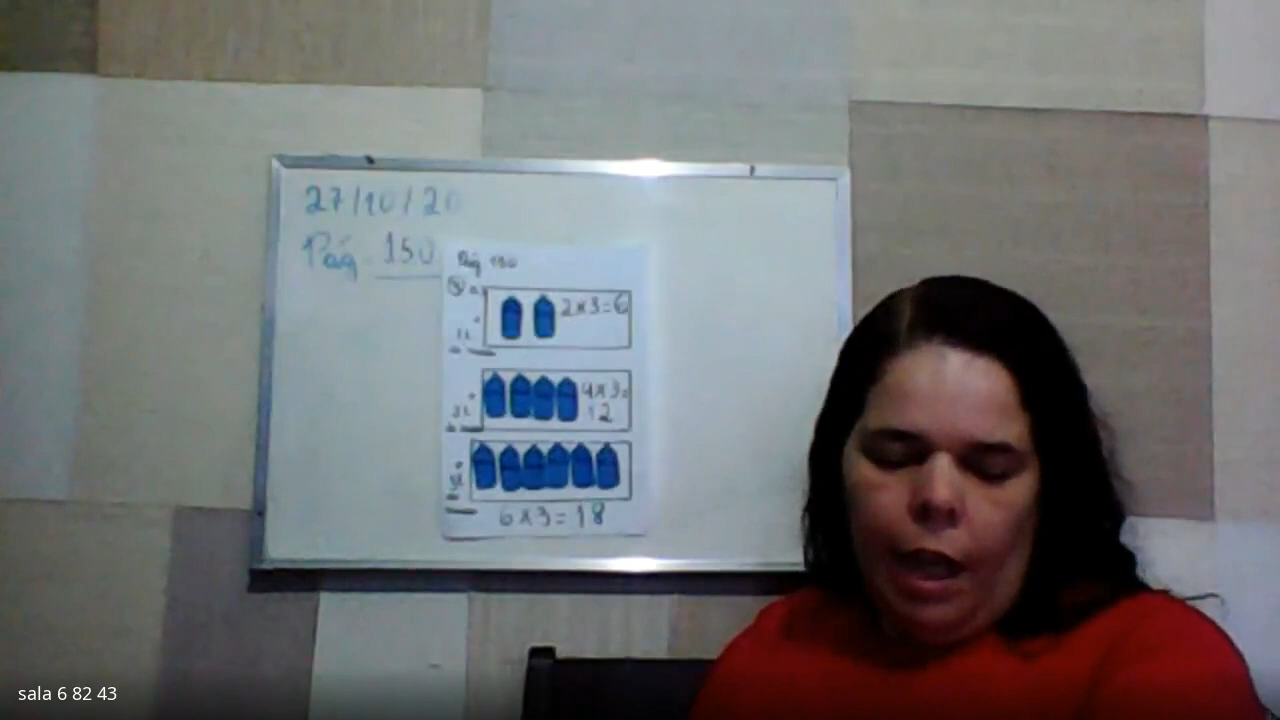 27/10/20
Pág 150
Pág 150
2x3=6
4x3=
12
6x3=18
sala 6 82 43